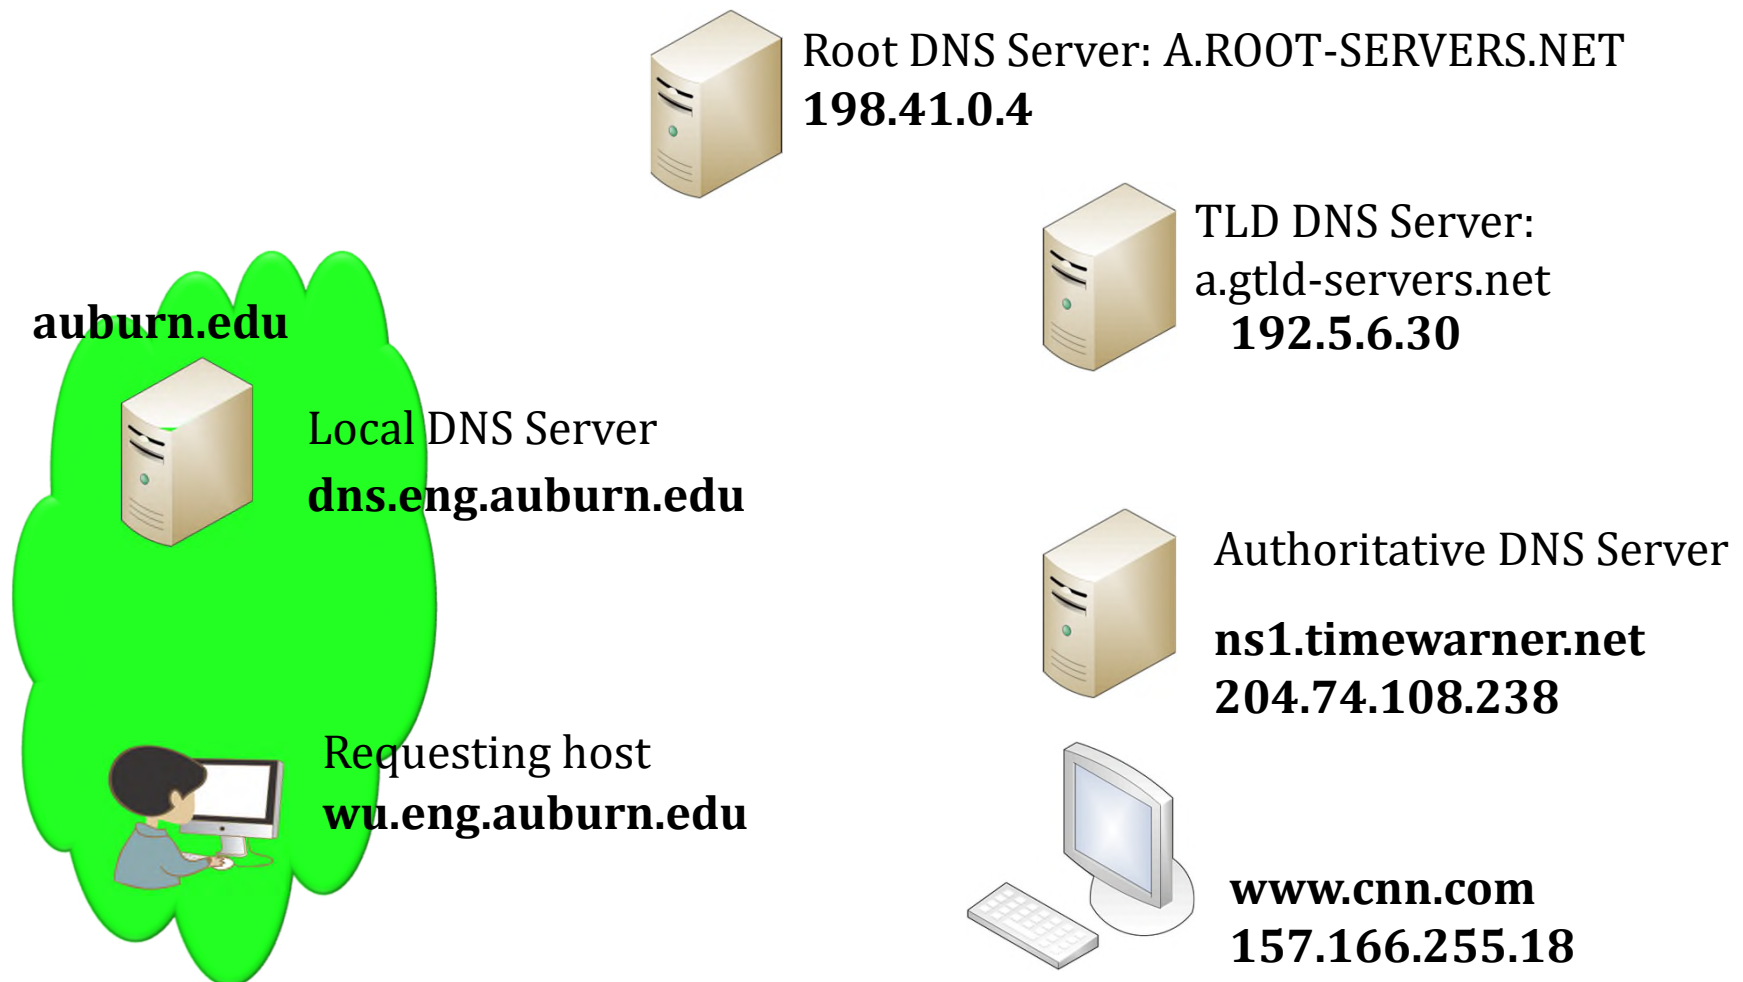 Root DNS Server: A.ROOT-SERVERS.NET
198.41.0.4
TLD DNS Server:
a.gtld-servers.net
192.5.6.30
auburn.edu
Local DNS Server
dns.eng.auburn.edu
Authoritative DNS Server
ns1.timewarner.net
204.74.108.238
Requesting host
wu.eng.auburn.edu
www.cnn.com
157.166.255.18